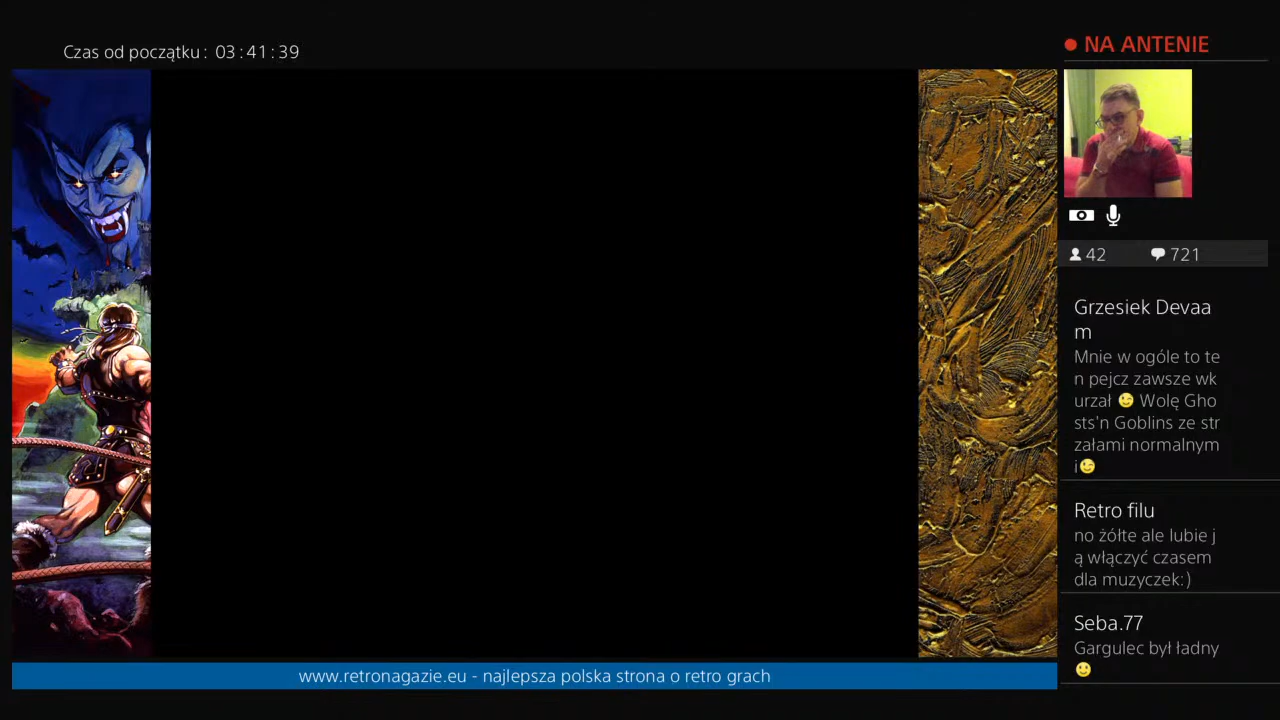 Czas od początku: 03:41:39
NA ANTENIE
42 721
Grzesiek Devaa
m
Mnie w ogóle to te
n pejcz zawsze wk
urzał 😉 Wolę Gho
sts'n Goblins ze str
załami normalnym
i😉
Retro filu
no żółte ale lubie j
ą włączyć czasem
dla muzyczek:)
Seba.77
Gargulec był ładny
🙂
www.retronagazie.eu - najlepsza polska strona o retro grach